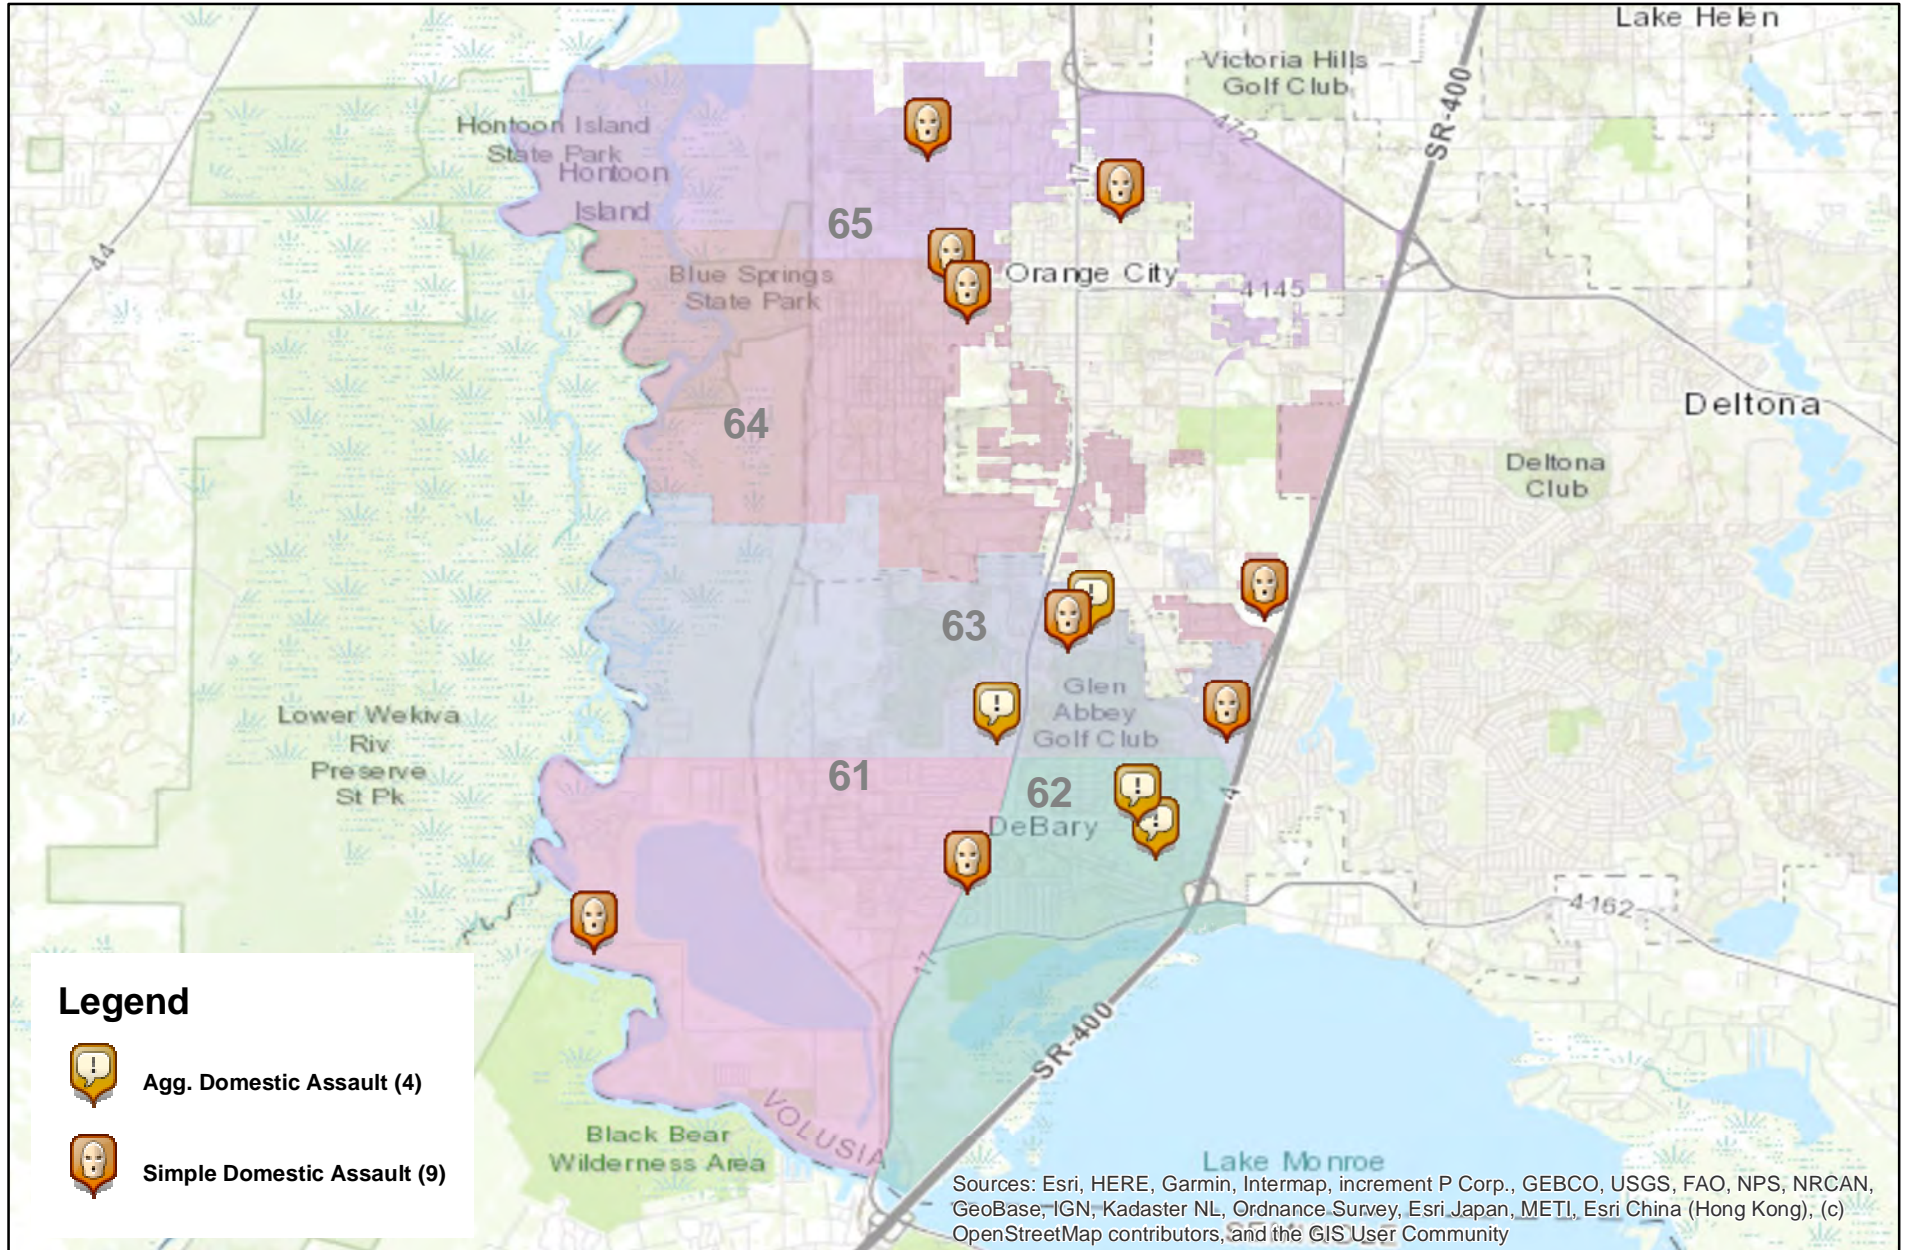 Lake Helen
Victoria Hills
Golf Club
SR-400
472
Hontoon Island
State Park
Hontoon
Island
17
65
44
Blue Springs
State Park
Orange City
4145
Deltona
64
Deltona
Club
63
Glen
Abbey
Golf Club
Lower Wekiva
Riv
Preserve
St Pk
61
62
DeBary
4
4162
17
SR-400
Legend
! Agg. Domestic Assault (4)
Simple Domestic Assault (9)
VOLUSIA
Black Bear
Wilderness Area
Lake Monroe
SEMINOLE
Sources: Esri, HERE, Garmin, Intermap, increment P Corp., GEBCO, USGS, FAO, NPS, NRCAN,
GeoBase, IGN, Kadaster NL, Ordnance Survey, Esri Japan, METI, Esri China (Hong Kong), (c)
OpenStreetMap contributors, and the GIS User Community